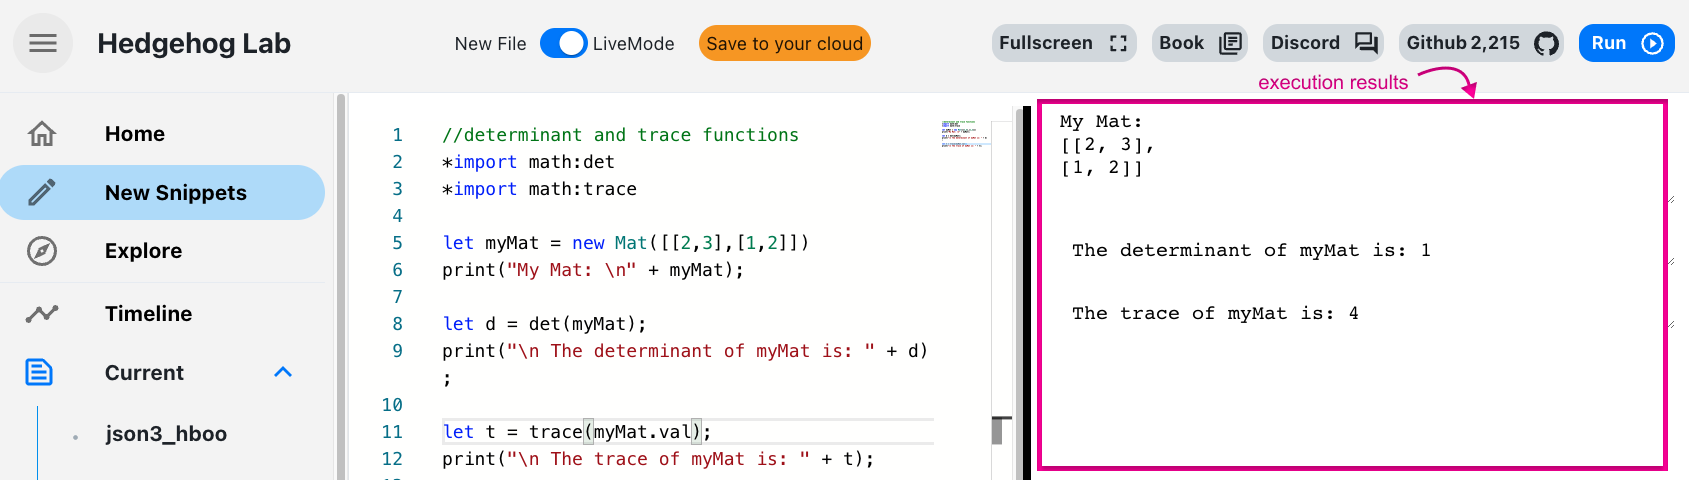 Hedgehog Lab
New File LiveMode Save to your cloud Fullscreen Book Discord Github 2,215 Run
execution results
Home
New Snippets
Explore
Timeline
Current
json3_hboo
1 //determinant and trace functions
2 *import math:det
3 *import math:trace
4
5 let myMat = new Mat([[2,3],[1,2]])
6 print("My Mat: \n" + myMat);
7
8 let d = det(myMat);
9 print("\n The determinant of myMat is: " + d)
;
10
11 let t = trace(myMat.val);
12 print("\n The trace of myMat is: " + t);
My Mat:
[[2, 3],
[1, 2]]
The determinant of myMat is: 1
The trace of myMat is: 4